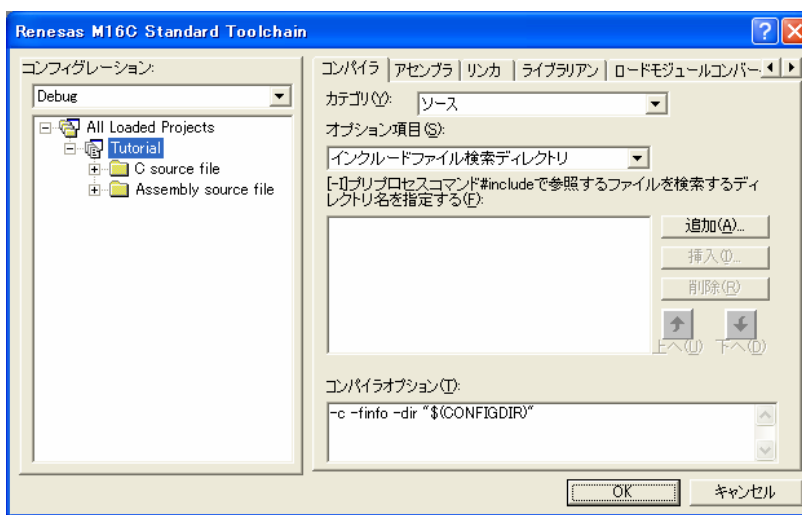 Renesas M16C Standard Toolchain
コンフィグレーション:
Debug
All Loaded Projects
Tutorial
C source file
Assembly source file
コンパイラ
アセンブラ
リンカ
ライブラリアン
ロードモジュールコンバー
カテゴリ(Y):
ソース
オプション項目(S):
インクルードファイル検索ディレクトリ
[-I]プリプロセスコマンド#includeで参照するファイルを検索するディ
レクトリ名を指定する(F):
追加(A)...
挿入(I)...
削除(R)
上へ(U)
下へ(D)
コンパイラオプション(T):
-c -finfo -dir "$(CONFIGDIR)"
OK
キャンセル